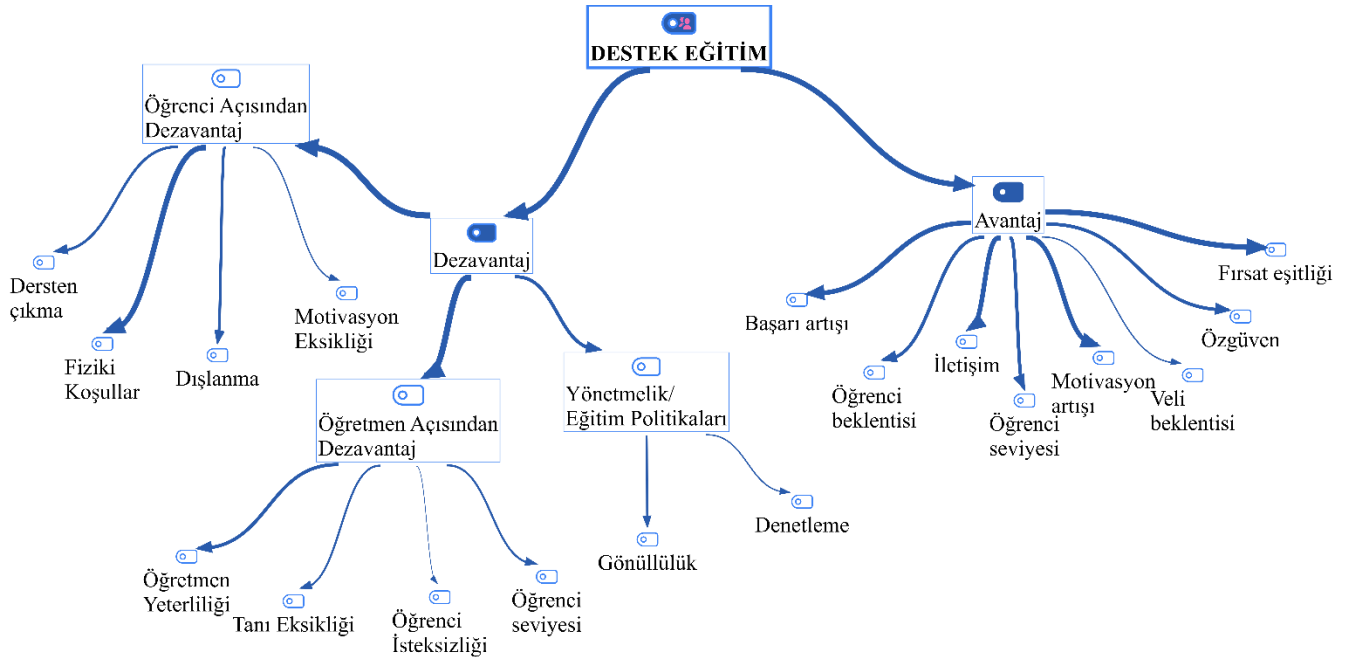 DESTEK EĞİTİM
Öğrenci Açısından
Dezavantaj
Dersten
çıkma
Fiziki
Koşullar
Dışlanma
Motivasyon
Eksikliği
Dezavantaj
Öğretmen Açısından
Dezavantaj
Öğretmen
Yeterliliği
Tanı Eksikliği
Öğrenci
İsteksizliği
Öğrenci
seviyesi
Yönetmelik/
Eğitim Politikaları
Gönüllülük
Denetleme
Avantaj
Başarı artışı
Öğrenci
beklentisi
İletişim
Öğrenci
seviyesi
Motivasyon
artışı
Veli
beklentisi
Özgüven
Fırsat eşitliği